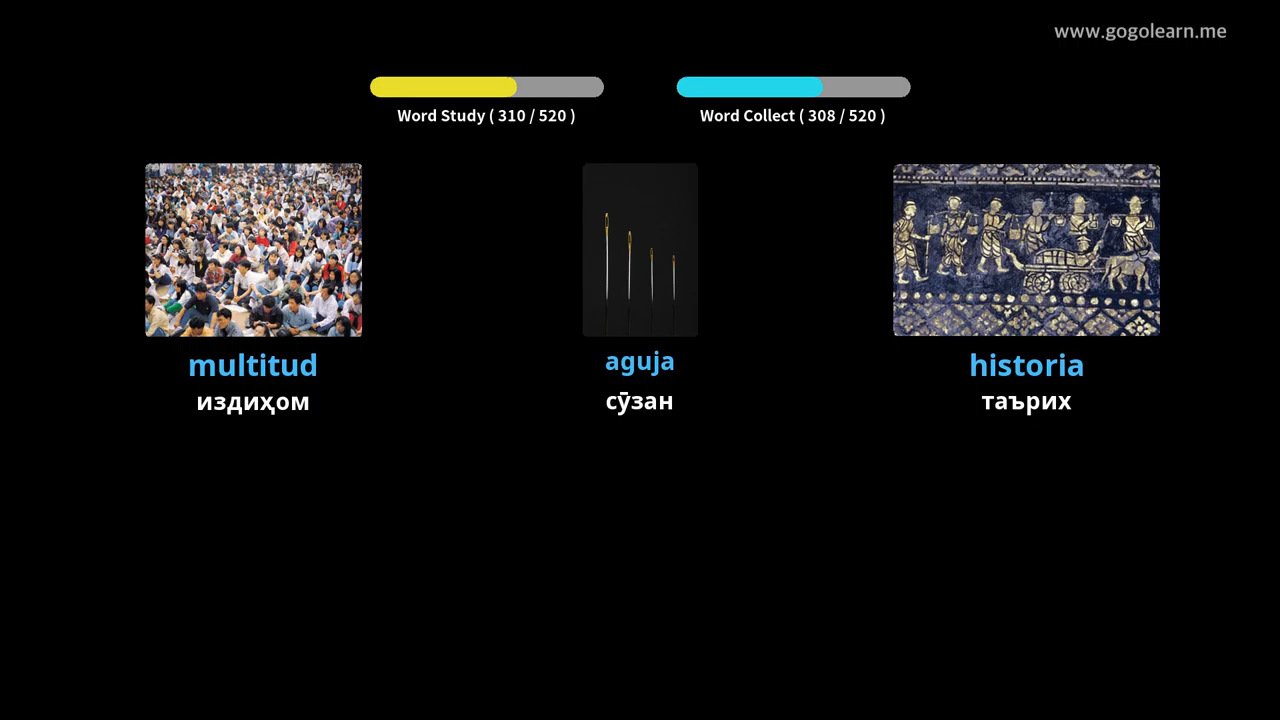 www.gogolearn.me
Word Study ( 310 / 520 )
Word Collect ( 308 / 520 )
multitud
издиҳом
aguja
сӯзан
historia
таърих